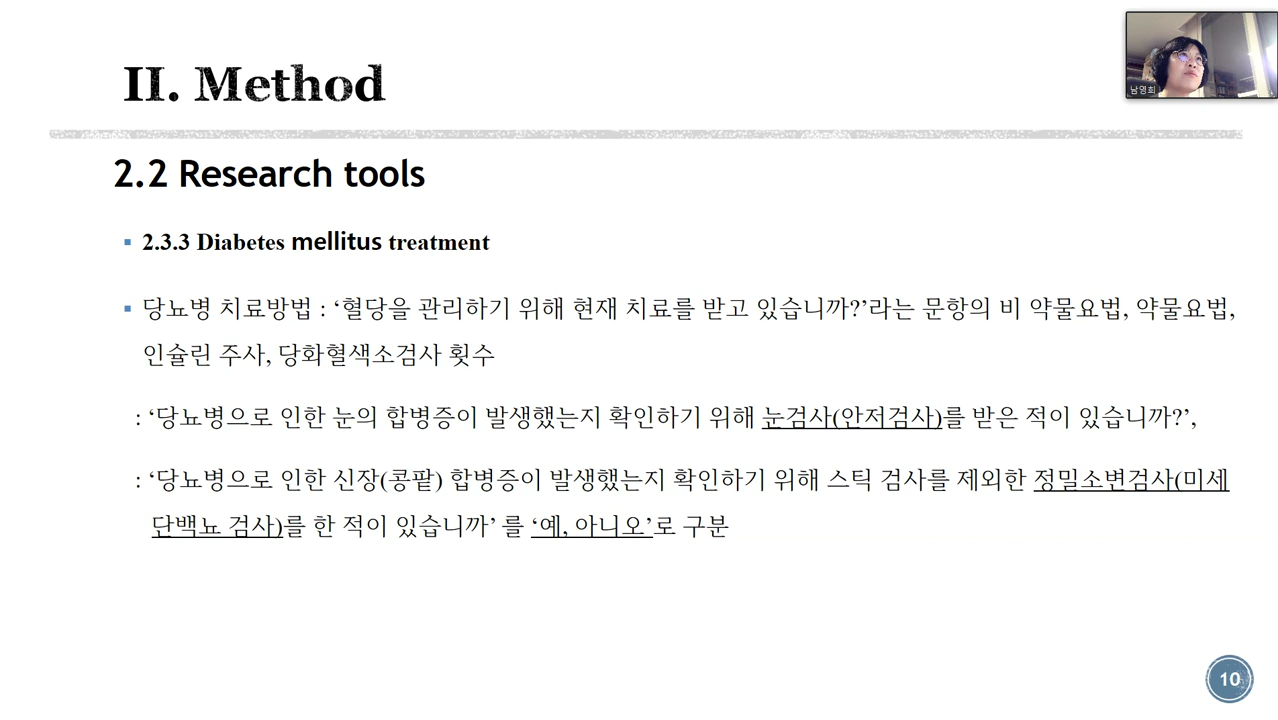 II. Method
남영희
2.2 Research tools
▪ 2.3.3 Diabetes mellitus treatment
▪ 당뇨병 치료방법 : ‘혈당을 관리하기 위해 현재 치료를 받고 있습니까?’라는 문항의 비 약물요법, 약물요법,
인슐린 주사, 당화혈색소검사 횟수
: ‘당뇨병으로 인한 눈의 합병증이 발생했는지 확인하기 위해 눈검사(안저검사)를 받은 적이 있습니까?’,
: ‘당뇨병으로 인한 신장(콩팥) 합병증이 발생했는지 확인하기 위해 스틱 검사를 제외한 정밀소변검사(미세
단백뇨 검사)를 한 적이 있습니까’ 를 ‘예, 아니오’로 구분
10